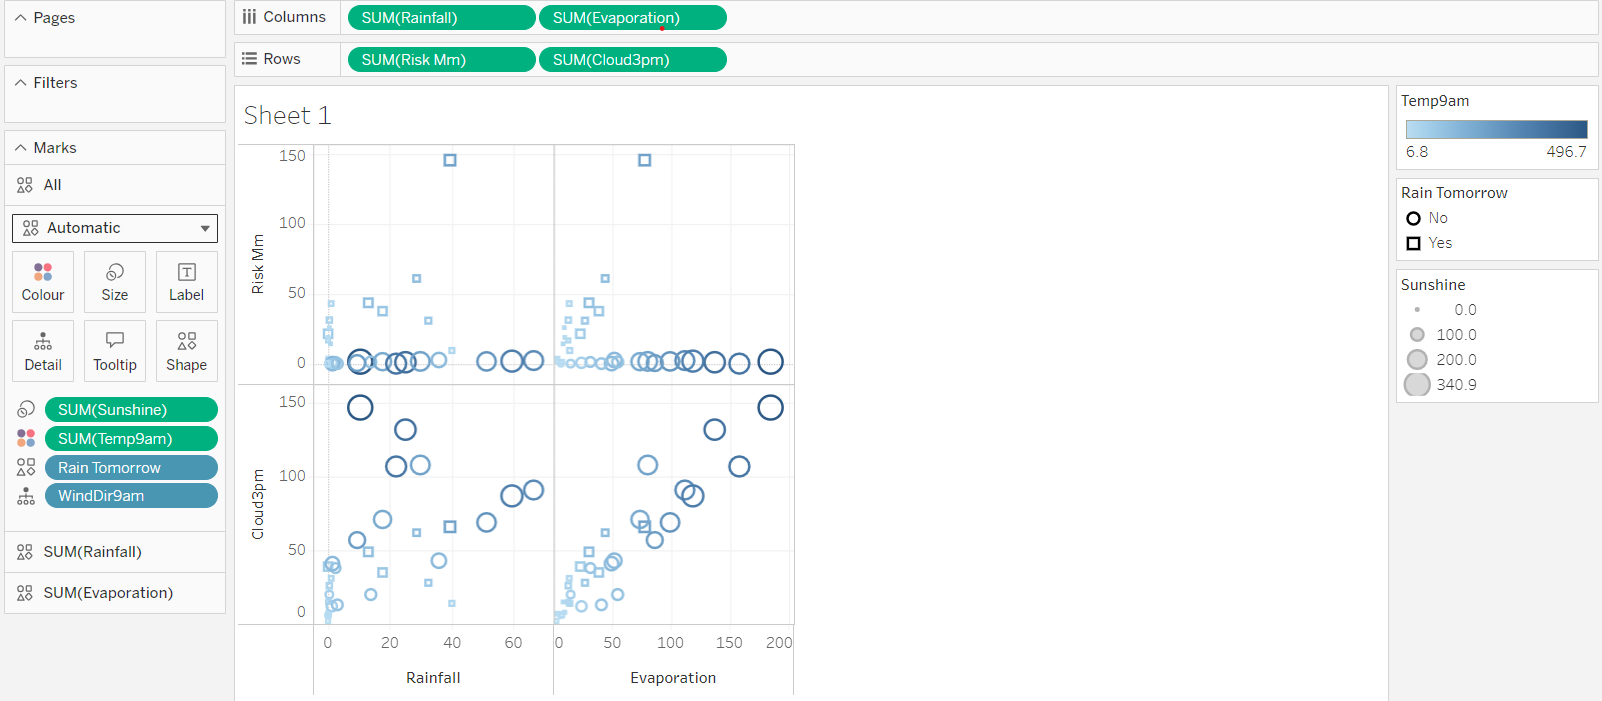 Pages
Columns
SUM(Rainfall)
SUM(Evaporation)
Rows
SUM(Risk Mm)
SUM(Cloud3pm)
Filters
Marks
All
Automatic
Colour
Size
Label
Detail
Tooltip
Shape
SUM(Sunshine)
SUM(Temp9am)
Rain Tomorrow
WindDir9am
SUM(Rainfall)
SUM(Evaporation)
Sheet 1
Risk Mm
150
100
50
0
Cloud3pm
150
100
50
0
0 20 40 60
0 50 100 150 200
Rainfall
Evaporation
Temp9am
6.8 496.7
Rain Tomorrow
No
Yes
Sunshine
0.0
100.0
200.0
340.9